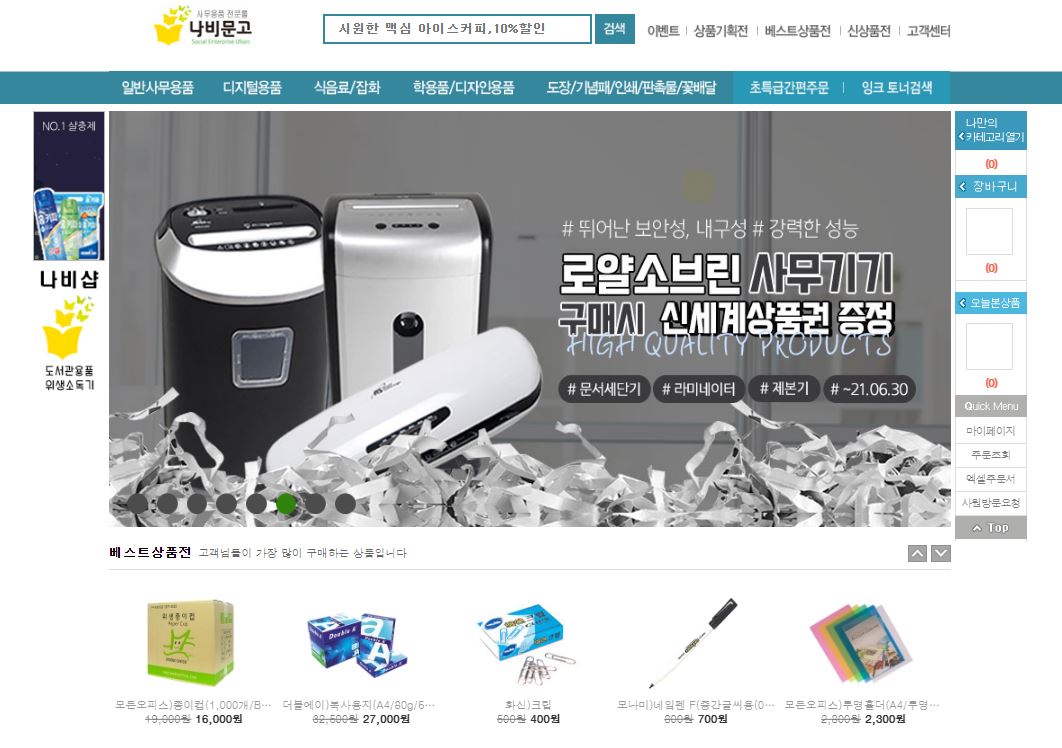 사무용품 전문몰
나비문고
Social Enterprise Ulsan
시원한 맥심 아이스커피,10%할인
검색
이벤트 상품기획전 베스트상품전 신상품전 고객센터
일반사무용품 디지털용품 식음료/잡화 학용품/디자인용품 도장/기념패/인쇄/판촉물/꽃배달 초특급간편주문 잉크 토너검색
NO.1 살충제
나비샵
도서관용품
위생소독기
# 뛰어난 보안성, 내구성 # 강력한 성능
로얄소브린 사무기기
구매시 신세계상품권 증정
HIGH QUALITY PRODUCTS
# 문서세단기 # 라미네이터 # 제본기 # ~21.06.30
나만의
카테고리열기
(0)
장바구니
(0)
오늘본상품
(0)
Quick Menu
마이페이지
주문조회
엑셀주문서
사원방문요청
Top
베스트상품전 고객님들이 가장 많이 구매하는 상품입니다
위생종이컵
Paper Cup
Double A
모든오피스)종이컵(1,000개/B...
19,000원 16,000원
더블에이)복사용지(A4/80g/5...
32,500원 27,000원
화신)크립
500원 400원
모나미)네임펜 F(중간글씨용(0...
800원 700원
모든오피스)투명홀더(A4/투명...
2,800원 2,300원